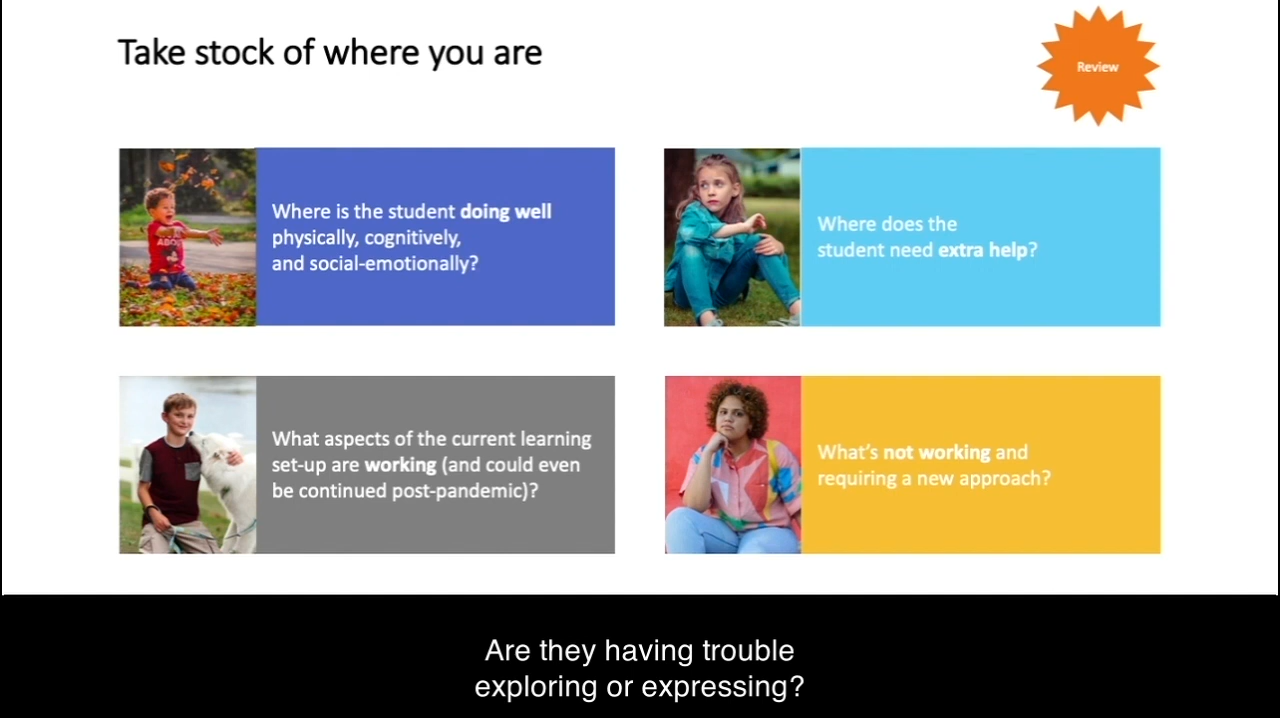 Take stock of where you are
Review
Where is the student doing well
physically, cognitively,
and social-emotionally?
Where does the
student need extra help?
What aspects of the current learning
set-up are working (and could even
be continued post-pandemic)?
What’s not working and
requiring a new approach?
Are they having trouble
exploring or expressing?